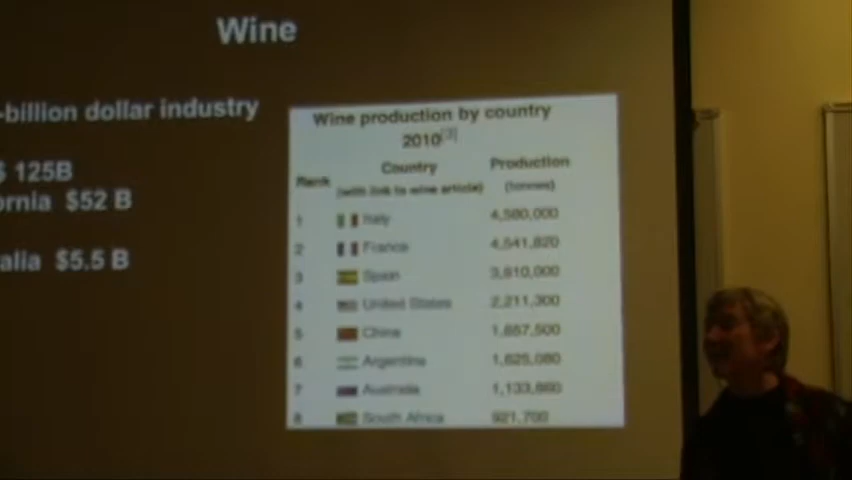 Wine
-billion dollar industry
$ 125B
ornia $52 B
alia $5.5 B
Wine production by country
2010[3]
Rank Country (with link to wine article) Production (tonnes)
1 Italy 4,580,000
2 France 4,541,820
3 Spain 3,610,000
4 United States 2,211,300
5 China 1,657,500
6 Argentina 1,625,080
7 Australia 1,133,860
8 South Africa 921,700